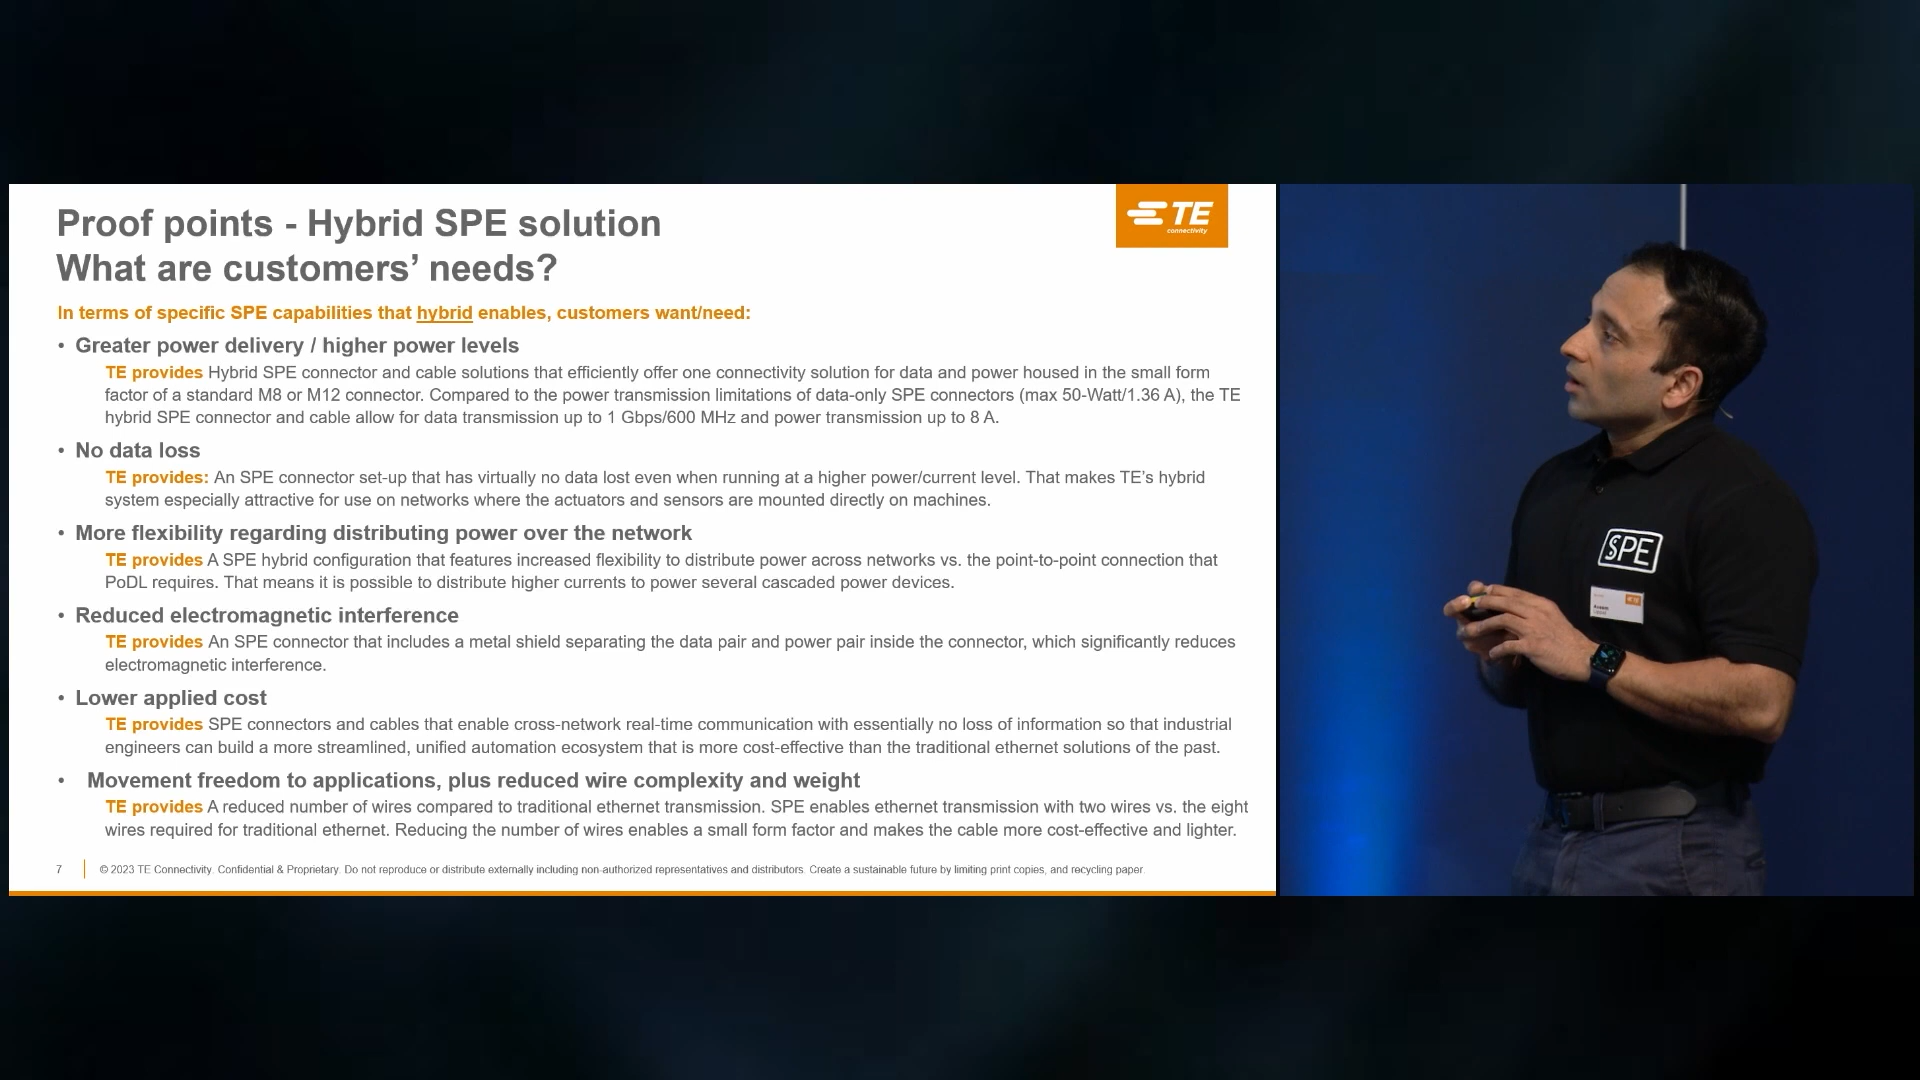 Proof points - Hybrid SPE solution
What are customers’ needs?
TE
connectivity
In terms of specific SPE capabilities that hybrid enables, customers want/need:
• Greater power delivery / higher power levels
TE provides Hybrid SPE connector and cable solutions that efficiently offer one connectivity solution for data and power housed in the small form
factor of a standard M8 or M12 connector. Compared to the power transmission limitations of data-only SPE connectors (max 50-Watt/1.36 A), the TE
hybrid SPE connector and cable allow for data transmission up to 1 Gbps/600 MHz and power transmission up to 8 A.
• No data loss
TE provides: An SPE connector set-up that has virtually no data lost even when running at a higher power/current level. That makes TE’s hybrid
system especially attractive for use on networks where the actuators and sensors are mounted directly on machines.
• More flexibility regarding distributing power over the network
TE provides A SPE hybrid configuration that features increased flexibility to distribute power across networks vs. the point-to-point connection that
PoDL requires. That means it is possible to distribute higher currents to power several cascaded power devices.
• Reduced electromagnetic interference
TE provides An SPE connector that includes a metal shield separating the data pair and power pair inside the connector, which significantly reduces
electromagnetic interference.
• Lower applied cost
TE provides SPE connectors and cables that enable cross-network real-time communication with essentially no loss of information so that industrial
engineers can build a more streamlined, unified automation ecosystem that is more cost-effective than the traditional ethernet solutions of the past.
• Movement freedom to applications, plus reduced wire complexity and weight
TE provides A reduced number of wires compared to traditional ethernet transmission. SPE enables ethernet transmission with two wires vs. the eight
wires required for traditional ethernet. Reducing the number of wires enables a small form factor and makes the cable more cost-effective and lighter.
7
© 2023 TE Connectivity. Confidential & Proprietary. Do not reproduce or distribute externally including non-authorized representatives and distributors. Create a sustainable future by limiting print copies, and recycling paper.
SPE